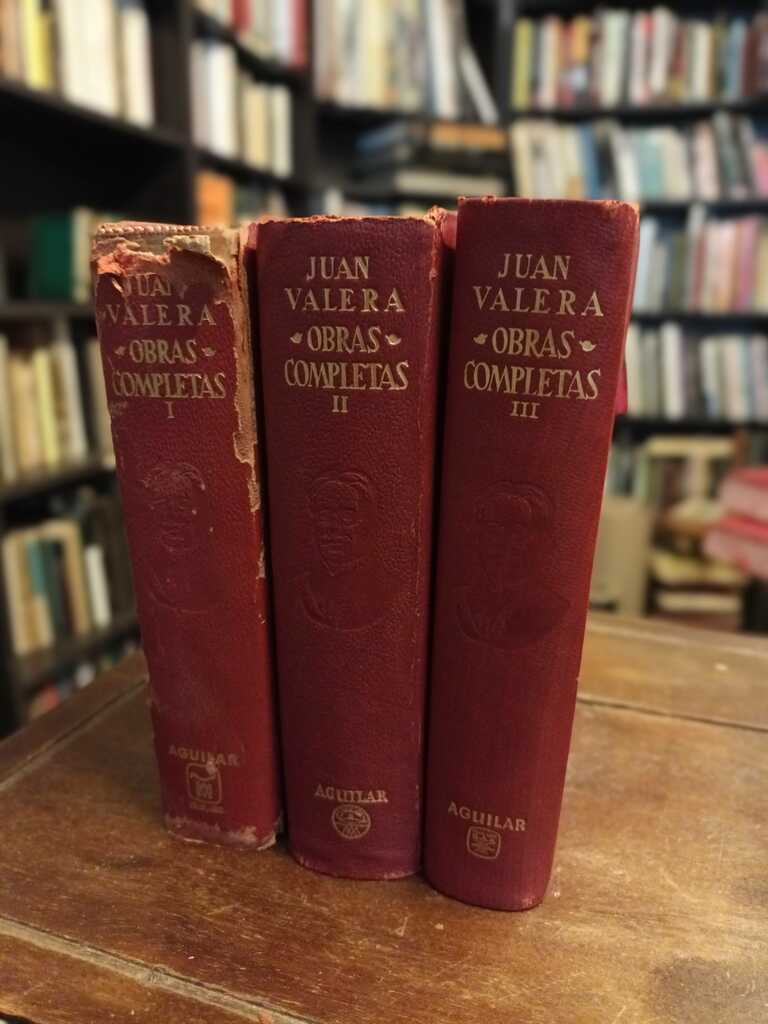 JUAN
VALERA
OBRAS
COMPLETAS
I
AGUILAR
JUAN
VALERA
OBRAS
COMPLETAS
II
AGUILAR
JUAN
VALERA
OBRAS
COMPLETAS
III
AGUILAR